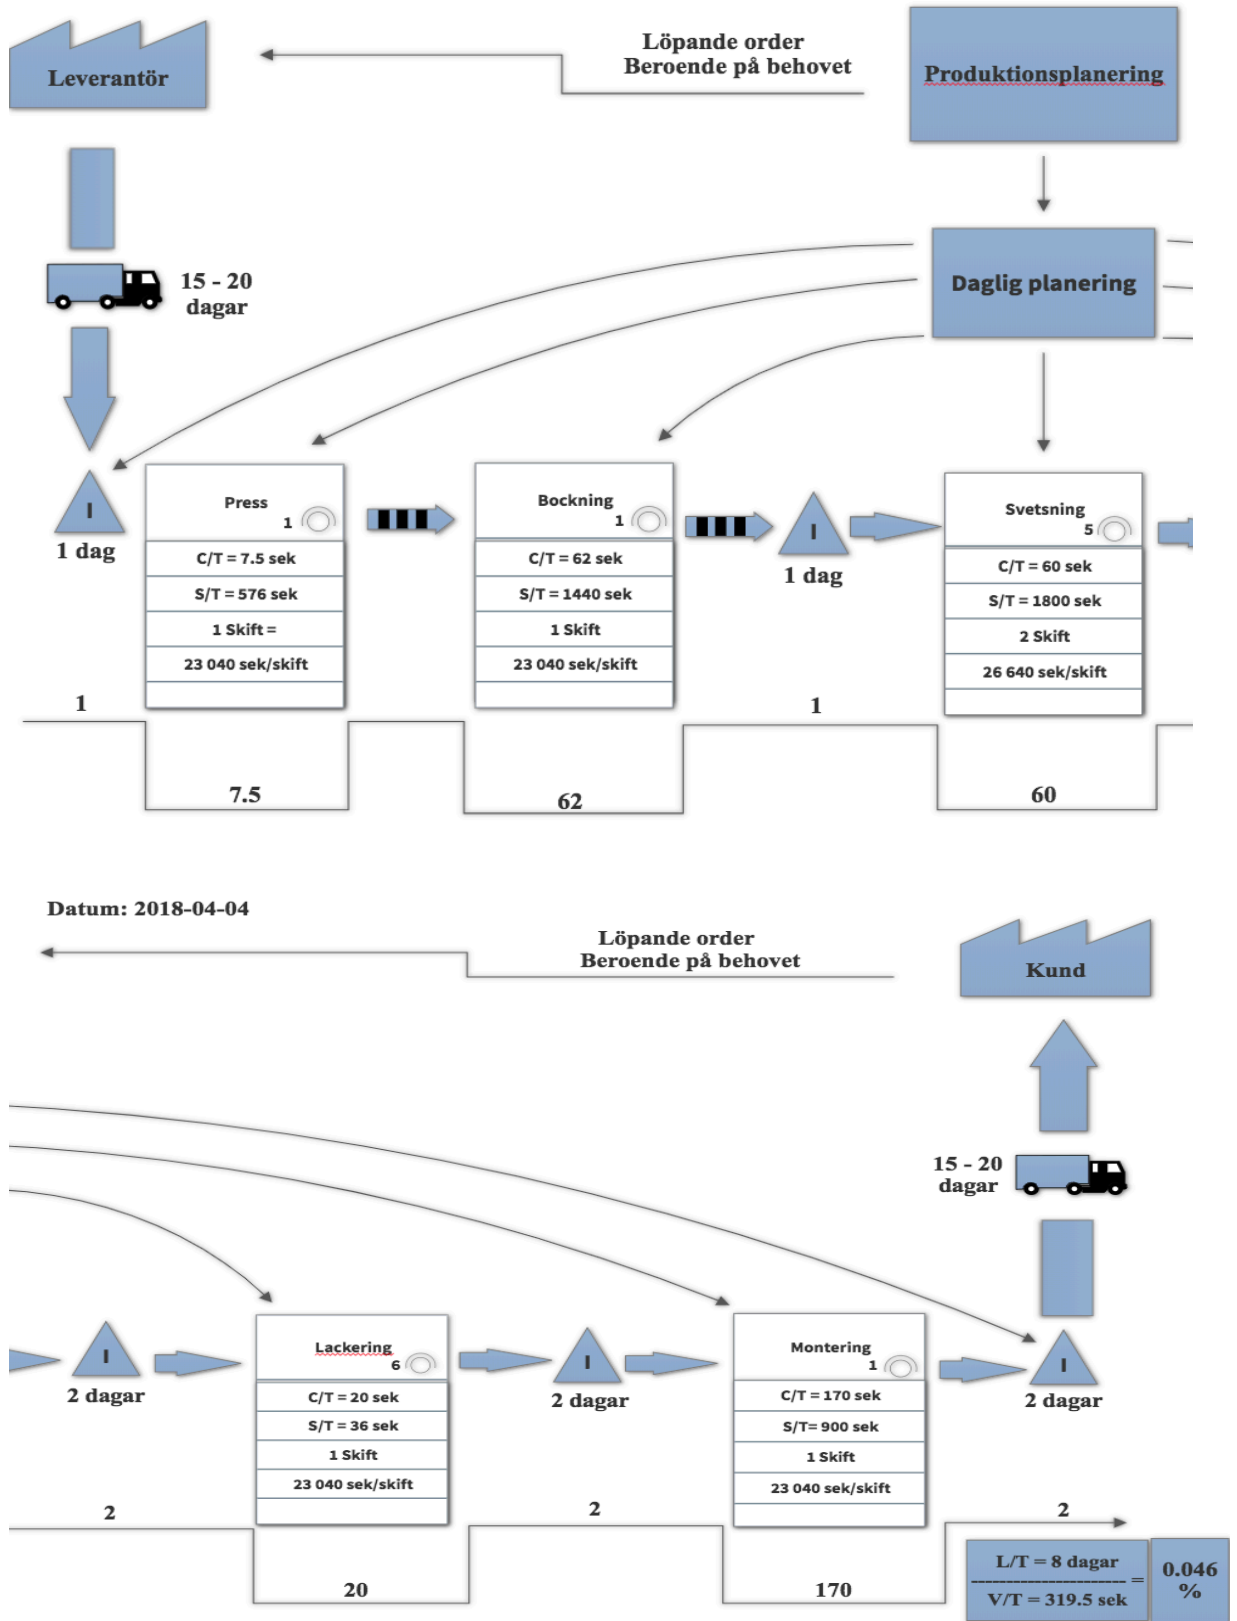 Leverantör
Löpande order
Beroende på behovet
Produktionsplanering
15 - 20
dagar
Daglig planering
I
1 dag
Press
1
C/T = 7.5 sek
S/T = 576 sek
1 Skift =
23 040 sek/skift
Bockning
1
C/T = 62 sek
S/T = 1440 sek
1 Skift
23 040 sek/skift
I
1 dag
Svetsning
5
C/T = 60 sek
S/T = 1800 sek
2 Skift
26 640 sek/skift
1
7.5
62
1
60
Datum: 2018-04-04
Löpande order
Beroende på behovet
Kund
15 - 20
dagar
I
2 dagar
Lackering
6
C/T = 20 sek
S/T = 36 sek
1 Skift
23 040 sek/skift
I
2 dagar
Montering
1
C/T = 170 sek
S/T= 900 sek
1 Skift
23 040 sek/skift
I
2 dagar
2
20
2
170
2
L/T = 8 dagar
----------------------- =
V/T = 319.5 sek
0.046
%